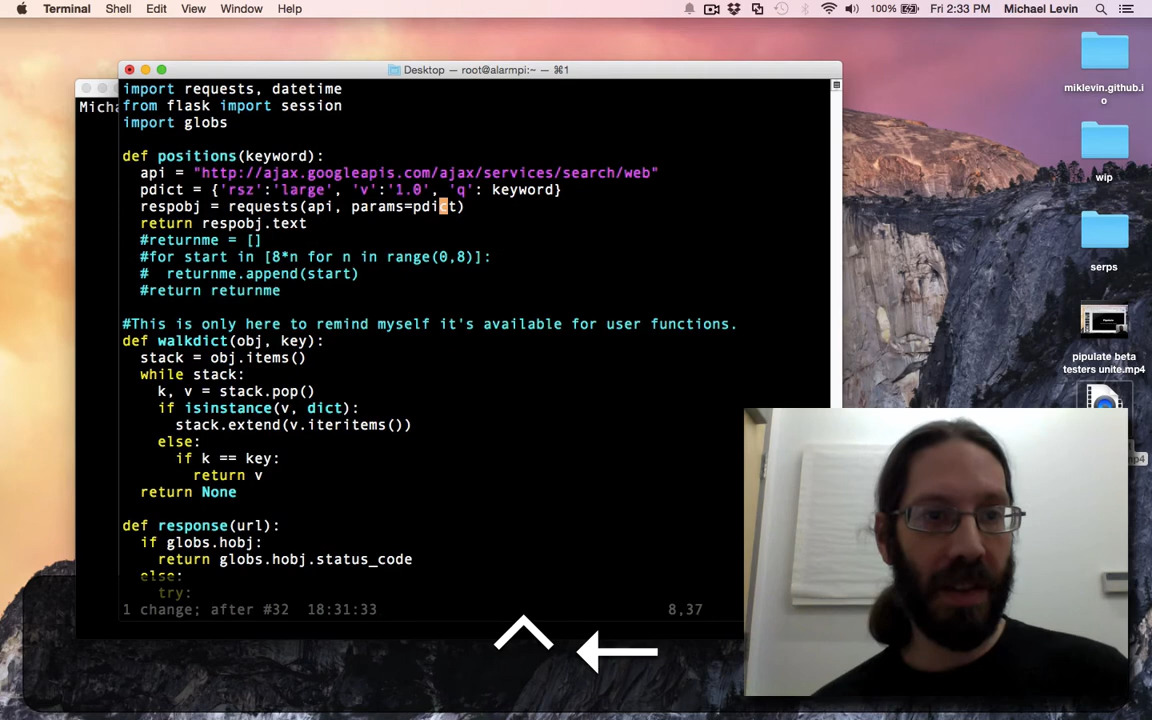 Terminal Shell Edit View Window Help 100% Fri 2:33 PM Michael Levin
Desktop — root@alarmpi:~ — ⌘1
Micha
import requests, datetime
from flask import session
import globs
def positions(keyword):
api = "http://ajax.googleapis.com/ajax/services/search/web"
pdict = {'rsz':'large', 'v':'1.0', 'q': keyword}
respobj = requests(api, params=pdict)
return respobj.text
#returnme = []
#for start in [8*n for n in range(0,8)]:
#  returnme.append(start)
#return returnme
#This is only here to remind myself it's available for user functions.
def walkdict(obj, key):
stack = obj.items()
while stack:
k, v = stack.pop()
if isinstance(v, dict):
stack.extend(v.iteritems())
else:
if k == key:
return v
return None
def response(url):
if globs.hobj:
return globs.hobj.status_code
else:
try:
1 change; after #32  18:31:33 8,37
miklevin.github.i
o
wip
serps
pipulate beta
testers unite.mp4
mp4